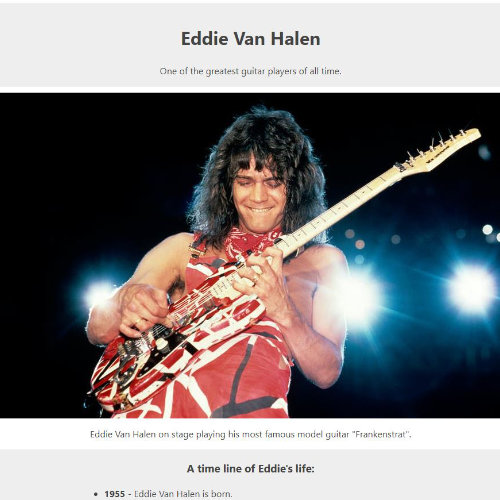 Eddie Van Halen
One of the greatest guitar players of all time.
Eddie Van Halen on stage playing his most famous model guitar "Frankenstrat".
A time line of Eddie's life:
• 1955 - Eddie Van Halen is born.